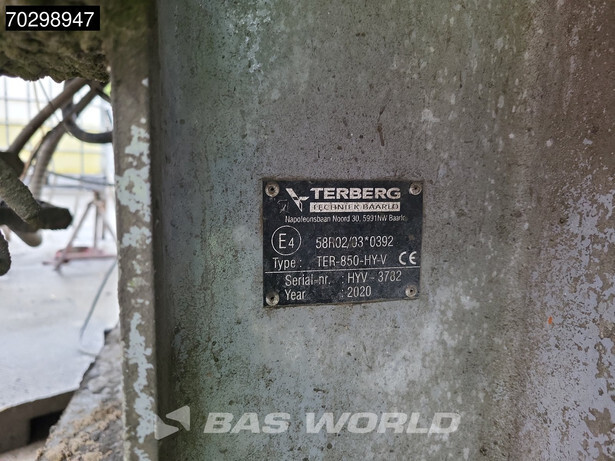 70298947
TERBERG
TECHNIEK BAARLO
Napoleonsbaan Noord 30, 5991NW Baarlo
E4
58R02/03*0392
Type : TER-850-HY-V CE
Serial-nr. : HYV - 3782
Year : 2020
BAS WORLD